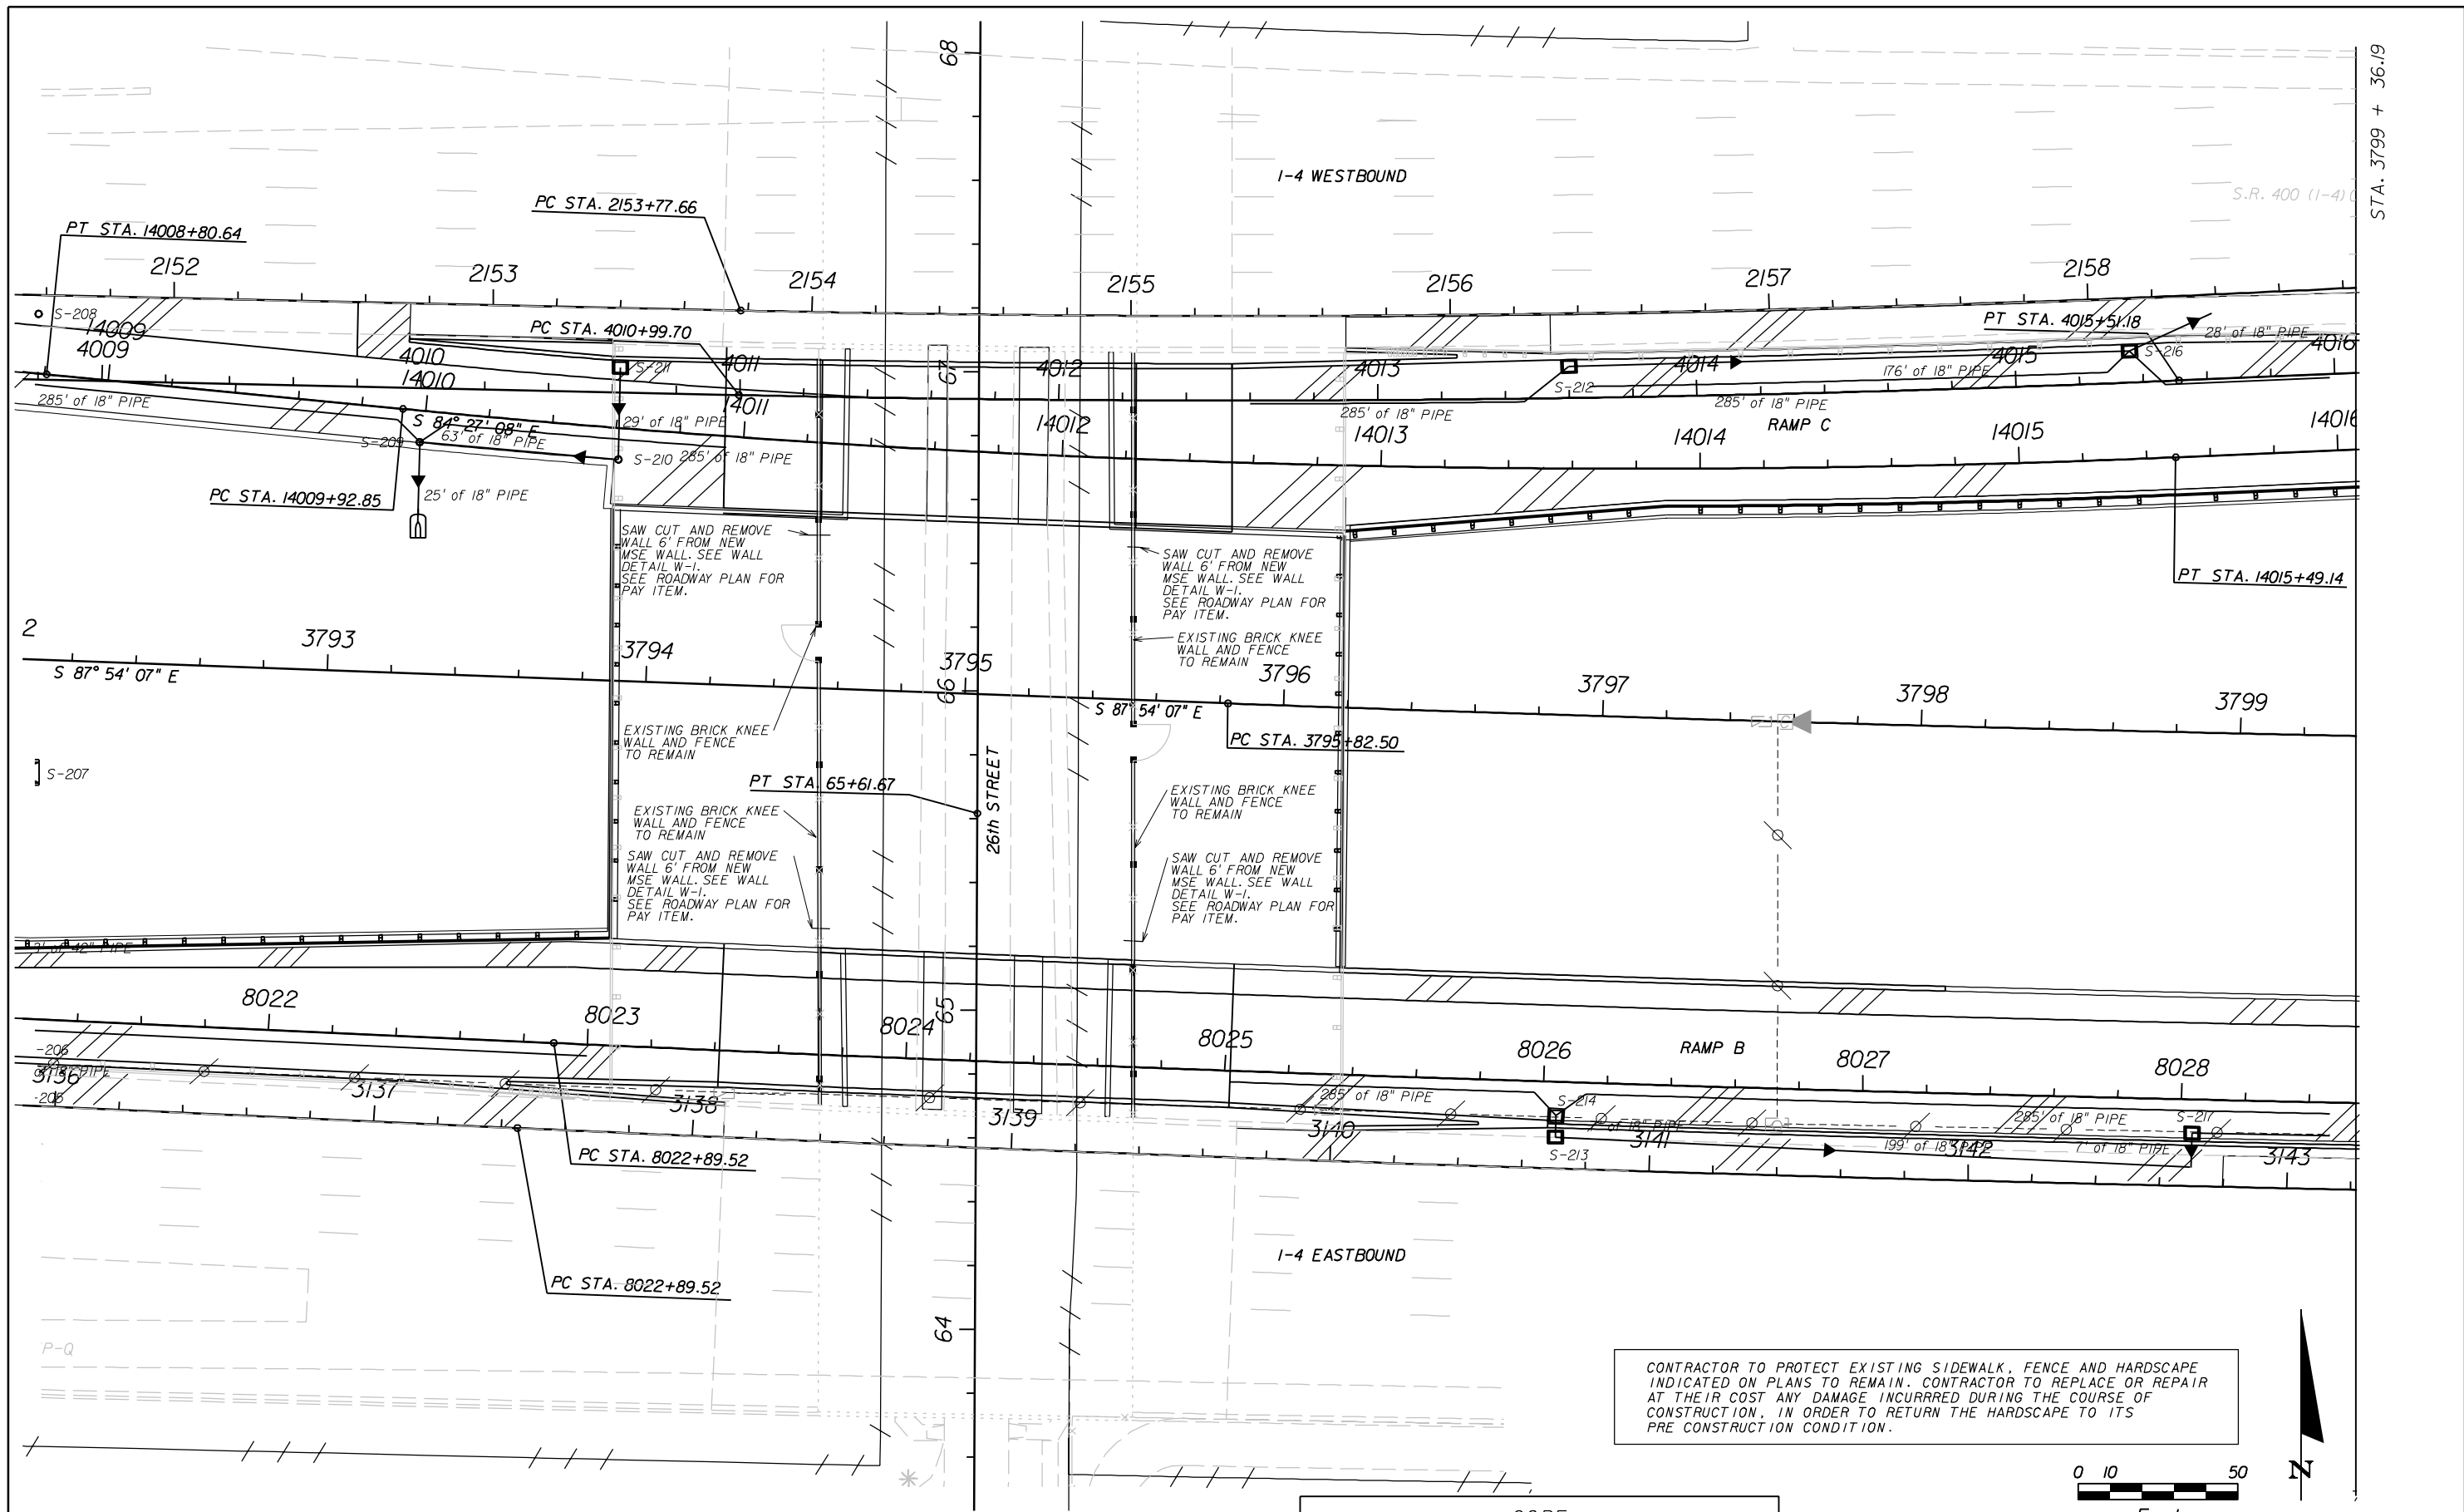 68
STA. 3799 + 36.19
I-4 WESTBOUND
S.R. 400 (I-4)
PC STA. 2153+77.66
PT STA. 14008+80.64
2152
2153
2154
2155
2156
2157
2158
S-208
14009
4009
PC STA. 4010+99.70
PT STA. 4015+51.18
28' of 18" PIPE
4010
14010
S-211
4011
14011
67
4012
14012
4013
14013
S-212
4014
14014
176' of 18" PIPE
4015
14015
S-216
4016
14016
285' of 18" PIPE
S 84° 27' 08" E
63' of 18" PIPE
S-209
29' of 18" PIPE
S-210
285' of 18" PIPE
285' of 18" PIPE
285' of 18" PIPE
RAMP C
PC STA. 14009+92.85
25' of 18" PIPE
SAW CUT AND REMOVE
WALL 6' FROM NEW
MSE WALL. SEE WALL
DETAIL W-1.
SEE ROADWAY PLAN FOR
PAY ITEM.
SAW CUT AND REMOVE
WALL 6' FROM NEW
MSE WALL. SEE WALL
DETAIL W-1.
SEE ROADWAY PLAN FOR
PAY ITEM.
PT STA. 14015+49.14
2
3793
3794
3795
66
3796
3797
3798
3799
EXISTING BRICK KNEE
WALL AND FENCE
TO REMAIN
S 87° 54' 07" E
S 87° 54' 07" E
PC STA. 3795+82.50
EXISTING BRICK KNEE
WALL AND FENCE
TO REMAIN
S-207
PT STA. 65+61.67
26th STREET
EXISTING BRICK KNEE
WALL AND FENCE
TO REMAIN
EXISTING BRICK KNEE
WALL AND FENCE
TO REMAIN
SAW CUT AND REMOVE
WALL 6' FROM NEW
MSE WALL. SEE WALL
DETAIL W-1.
SEE ROADWAY PLAN FOR
PAY ITEM.
SAW CUT AND REMOVE
WALL 6' FROM NEW
MSE WALL. SEE WALL
DETAIL W-1.
SEE ROADWAY PLAN FOR
PAY ITEM.
3' of 42" PIPE
8022
8023
8024
65
8025
8026
RAMP B
8027
8028
-206
PIPE
-205
3136
3137
3138
3139
3140
3141
3142
3143
285' of 18" PIPE
S-214
of 18" PIPE
S-213
285' of 18" PIPE
S-217
199' of 18" PIPE
7' of 18" PIPE
PC STA. 8022+89.52
PC STA. 8022+89.52
I-4 EASTBOUND
64
P-Q
CONTRACTOR TO PROTECT EXISTING SIDEWALK, FENCE AND HARDSCAPE
INDICATED ON PLANS TO REMAIN. CONTRACTOR TO REPLACE OR REPAIR
AT THEIR COST ANY DAMAGE INCURRRED DURING THE COURSE OF
CONSTRUCTION, IN ORDER TO RETURN THE HARDSCAPE TO ITS
PRE CONSTRUCTION CONDITION.
0 10 50
N